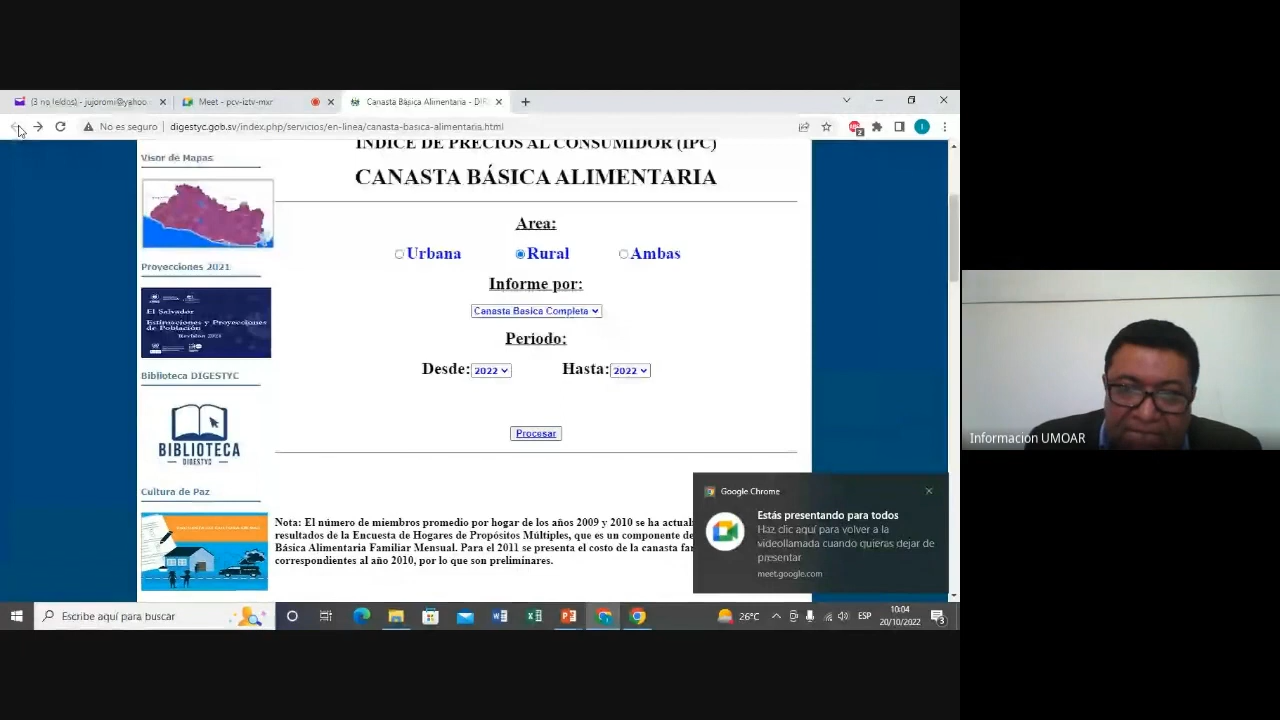 (3 no leídos) - jujoromi@yahoo
Meet - pcv-iztv-mxr
Canasta Básica Alimentaria - DIR
No es seguro
digestyc.gob.sv/index.php/servicios/en-linea/canasta-basica-alimentaria.html
Visor de Mapas
Proyecciones 2021
El Salvador
Estimaciones y Proyecciones
de Población
Revisión 2021
Biblioteca DIGESTYC
BIBLIOTECA
DIGESTYC
Cultura de Paz
ÍNDICE DE PRECIOS AL CONSUMIDOR (IPC)
CANASTA BÁSICA ALIMENTARIA
Area:
Urbana
Rural
Ambas
Informe por:
Canasta Basica Completa
Periodo:
Desde: 2022
Hasta: 2022
Procesar
Nota: El número de miembros promedio por hogar de los años 2009 y 2010 se ha actuali
resultados de la Encuesta de Hogares de Propósitos Múltiples, que es un componente de
Básica Alimentaria Familiar Mensual. Para el 2011 se presenta el costo de la canasta far
correspondientes al año 2010, por lo que son preliminares.
Google Chrome
Estás presentando para todos
Haz clic aquí para volver a la
videollamada cuando quieras dejar de
presentar
meet.google.com
Escribe aquí para buscar
26°C
ESP
10:04
20/10/2022
3
Informacion UMOAR